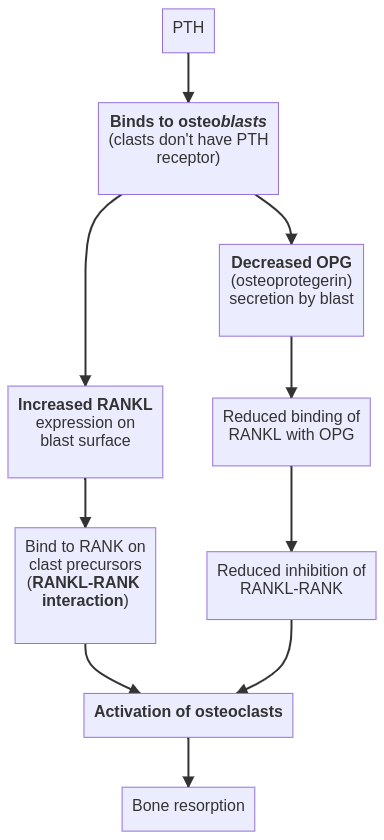 PTH
Binds to osteoblasts
(clasts don't have PTH
receptor)
Decreased OPG
(osteoprotegerin)
secretion by blast
Increased RANKL
expression on
blast surface
Reduced binding of
RANKL with OPG
Bind to RANK on
clast precursors
(RANKL-RANK
interaction)
Reduced inhibition of
RANKL-RANK
Activation of osteoclasts
Bone resorption